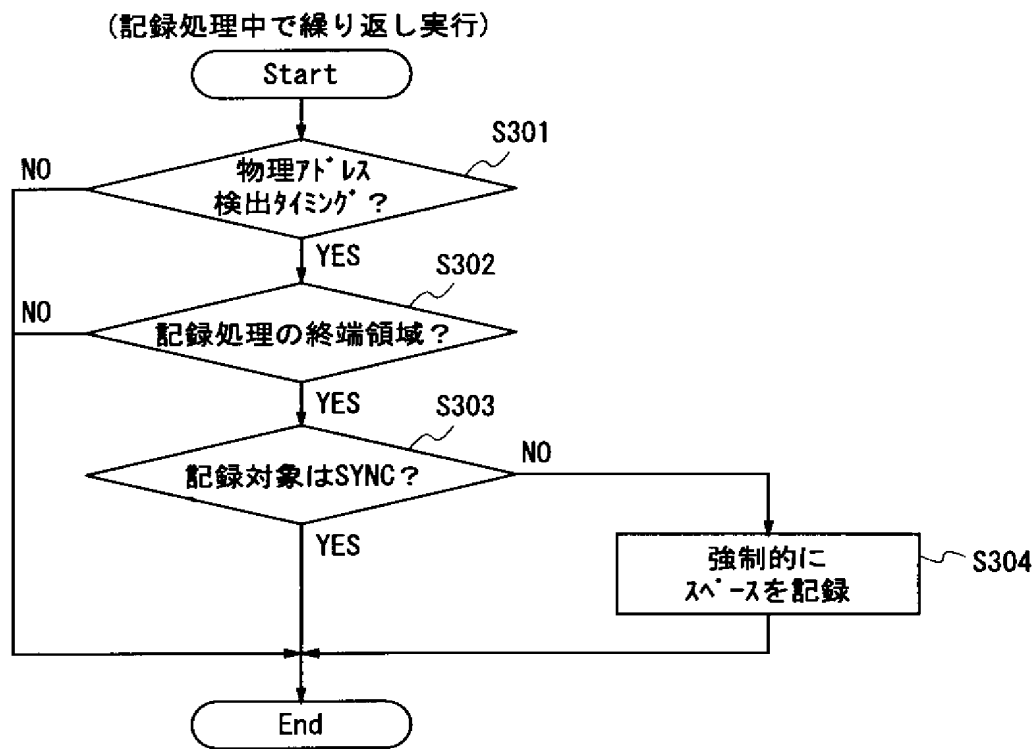 (記録処理中で繰り返し実行)
Start
S301
NO
物理ｱﾄﾞﾚｽ
検出ﾀｲﾐﾝｸﾞ？
YES
S302
NO
記録処理の終端領域？
YES
S303
記録対象はSYNC？
NO
YES
強制的に
ｽﾍﾟｰｽを記録
S304
End